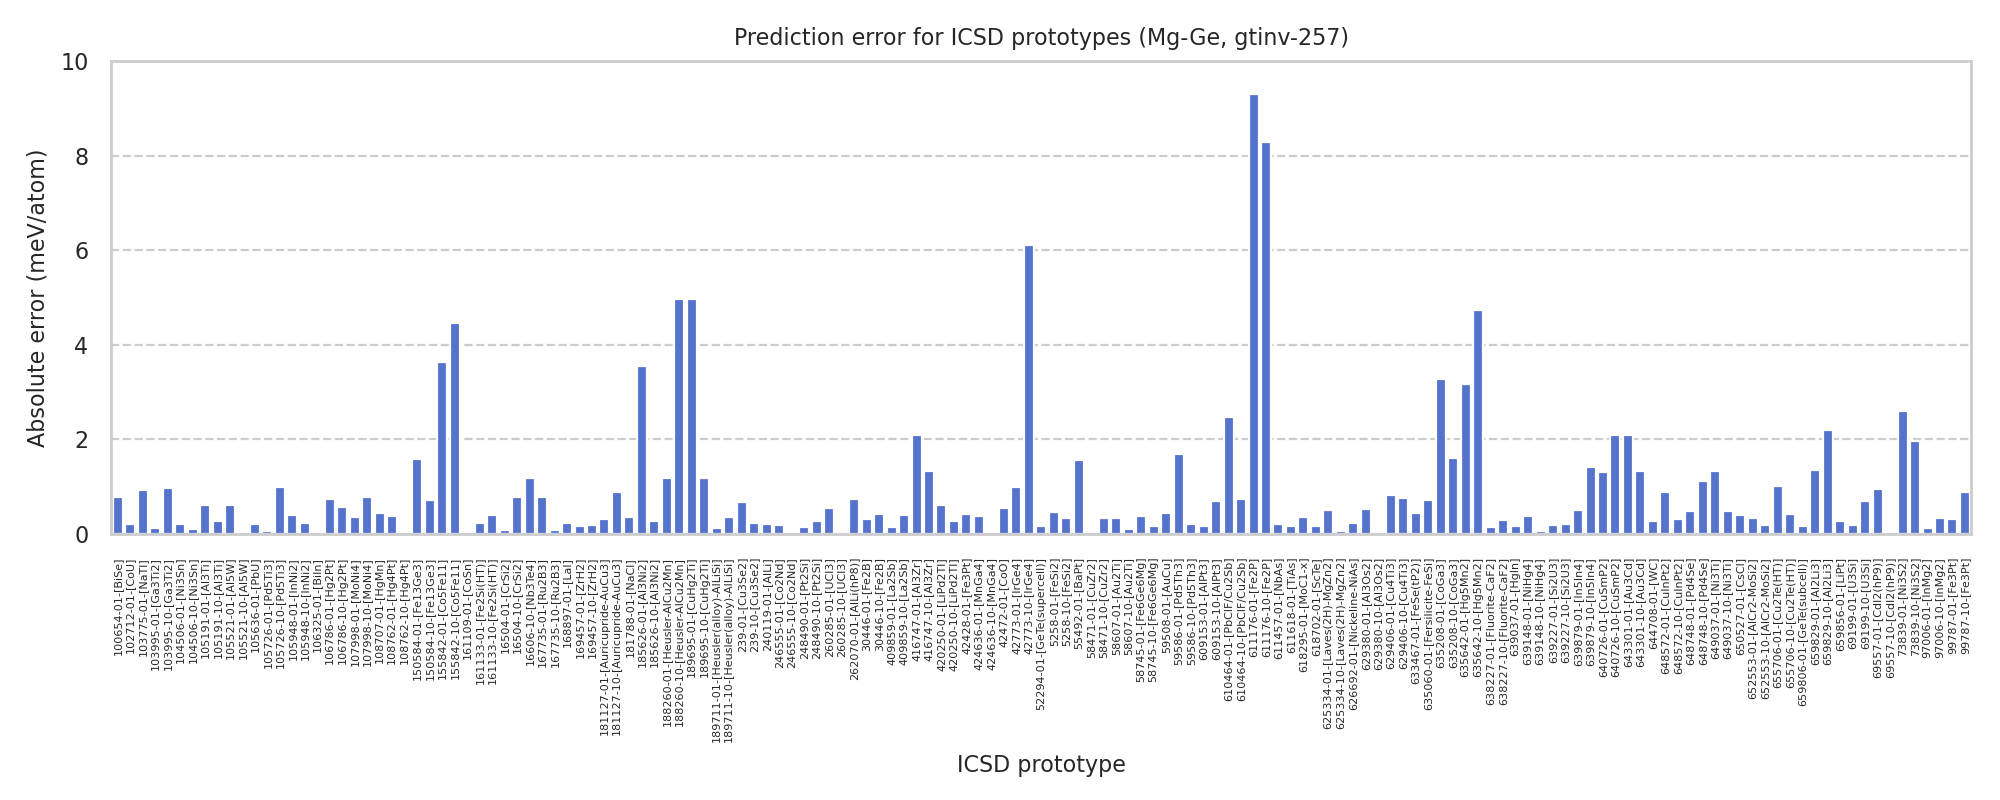 Prediction error for ICSD prototypes (Mg-Ge, gtinv-257)
Absolute error (meV/atom)
10
8
6
4
2
0
100654-01-[BiSe]
102712-01-[CoU]
103775-01-[NaTl]
103995-01-[Ga3Ti2]
103995-10-[Ga3Ti2]
104506-01-[Ni3Sn]
104506-10-[Ni3Sn]
105191-01-[Al3Ti]
105191-10-[Al3Ti]
105521-01-[Al5W]
105521-10-[Al5W]
105636-01-[PbU]
105726-01-[Pd5Ti3]
105726-10-[Pd5Ti3]
105948-01-[InNi2]
105948-10-[InNi2]
106325-01-[BiIn]
106786-01-[Hg2Pt]
106786-10-[Hg2Pt]
107998-01-[MoNi4]
107998-10-[MoNi4]
108707-01-[HgMn]
108762-01-[Hg4Pt]
108762-10-[Hg4Pt]
150584-01-[Fe13Ge3]
150584-10-[Fe13Ge3]
155842-01-[Co5Fe11]
155842-10-[Co5Fe11]
161109-01-[CoSn]
161133-01-[Fe2Si(HT)]
161133-10-[Fe2Si(HT)]
16504-01-[CrSi2]
16504-10-[CrSi2]
166006-10-[Nb3Te4]
167735-01-[Ru2B3]
167735-10-[Ru2B3]
168897-01-[LaI]
169457-01-[ZrH2]
169457-10-[ZrH2]
181127-01-[Auricupride-AuCu3]
181127-10-[Auricupride-AuCu3]
181788-01-[NaCl]
185626-01-[Al3Ni2]
185626-10-[Al3Ni2]
188260-01-[Heusler-AlCu2Mn]
188260-10-[Heusler-AlCu2Mn]
189695-01-[CuHg2Ti]
189695-10-[CuHg2Ti]
189711-01-[Heusler(alloy)-AlLiSi]
189711-10-[Heusler(alloy)-AlLiSi]
239-01-[Cu3Se2]
239-10-[Cu3Se2]
240119-01-[AlLi]
246555-01-[Co2Nd]
246555-10-[Co2Nd]
248490-01-[Pt2Si]
248490-10-[Pt2Si]
260285-01-[UCl3]
260285-10-[UCl3]
262070-01-[AlLi(hP8)]
30446-01-[Fe2B]
30446-10-[Fe2B]
409859-01-[La2Sb]
409859-10-[La2Sb]
416747-01-[Al3Zr]
416747-10-[Al3Zr]
420250-01-[LiPd2Tl]
420250-10-[LiPd2Tl]
42428-01-[FePt]
424636-01-[MnGa4]
424636-10-[MnGa4]
42472-01-[CoO]
42773-01-[IrGe4]
42773-10-[IrGe4]
52294-01-[GeTe(supercell)]
5258-01-[FeSi2]
5258-10-[FeSi2]
55492-01-[BaPt]
58471-01-[CuZr2]
58471-10-[CuZr2]
58607-01-[Au2Ti]
58607-10-[Au2Ti]
58745-01-[Fe6Ge6Mg]
58745-10-[Fe6Ge6Mg]
59508-01-[AuCu]
59586-01-[Pd5Th3]
59586-10-[Pd5Th3]
609153-01-[AlPt3]
609153-10-[AlPt3]
610464-01-[PbClF/Cu2Sb]
610464-10-[PbClF/Cu2Sb]
611176-01-[Fe2P]
611176-10-[Fe2P]
611457-01-[NbAs]
611618-01-[TiAs]
618295-01-[MoC1-x]
618702-01-[ScTe]
625334-01-[Laves(2H)-MgZn2]
625334-10-[Laves(2H)-MgZn2]
626692-01-[Nickeline-NiAs]
629380-01-[Al3Os2]
629380-10-[Al3Os2]
629406-01-[Cu4Ti3]
629406-10-[Cu4Ti3]
633467-01-[FeSe(tP2)]
635060-01-[Fersilicite-FeSi]
635208-01-[CoGa3]
635208-10-[CoGa3]
635642-01-[Hg5Mn2]
635642-10-[Hg5Mn2]
638227-01-[Fluorite-CaF2]
638227-10-[Fluorite-CaF2]
639037-01-[HgIn]
639148-01-[NiHg4]
639148-10-[NiHg4]
639227-01-[Si2U3]
639227-10-[Si2U3]
639879-01-[In5In4]
639879-10-[In5In4]
640726-01-[CuSmP2]
640726-10-[CuSmP2]
643301-01-[Au3Cd]
643301-10-[Au3Cd]
644708-01-[WC]
648572-01-[CuInPt2]
648572-10-[CuInPt2]
648748-01-[Pd4Se]
648748-10-[Pd4Se]
649037-01-[Ni3Ti]
649037-10-[Ni3Ti]
650527-01-[CsCl]
652553-01-[AlCr2-MoSi2]
652553-10-[AlCr2-MoSi2]
655706-01-[Cu2Te(HT)]
655706-10-[Cu2Te(HT)]
659806-01-[GeTe(subcell)]
659829-01-[Al2Li3]
659829-10-[Al2Li3]
659856-01-[LiPt]
69199-01-[U3Si]
69199-10-[U3Si]
69557-01-[CdI2(hP9)]
69557-10-[CdI2(hP9)]
73839-01-[Ni3S2]
73839-10-[Ni3S2]
97006-01-[InMg2]
97006-10-[InMg2]
99787-01-[Fe3Pt]
99787-10-[Fe3Pt]
ICSD prototype